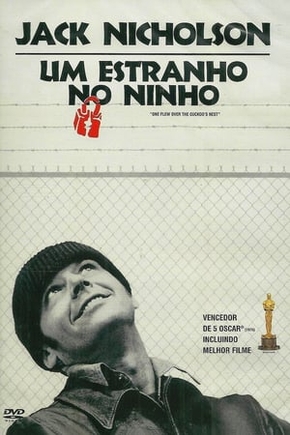 JACK NICHOLSON
UM ESTRANHO
NO NINHO
"ONE FLEW OVER THE CUCKOO'S NEST"
VENCEDOR
DE 5 OSCAR® (1975)
INCLUINDO
MELHOR FILME
DVD